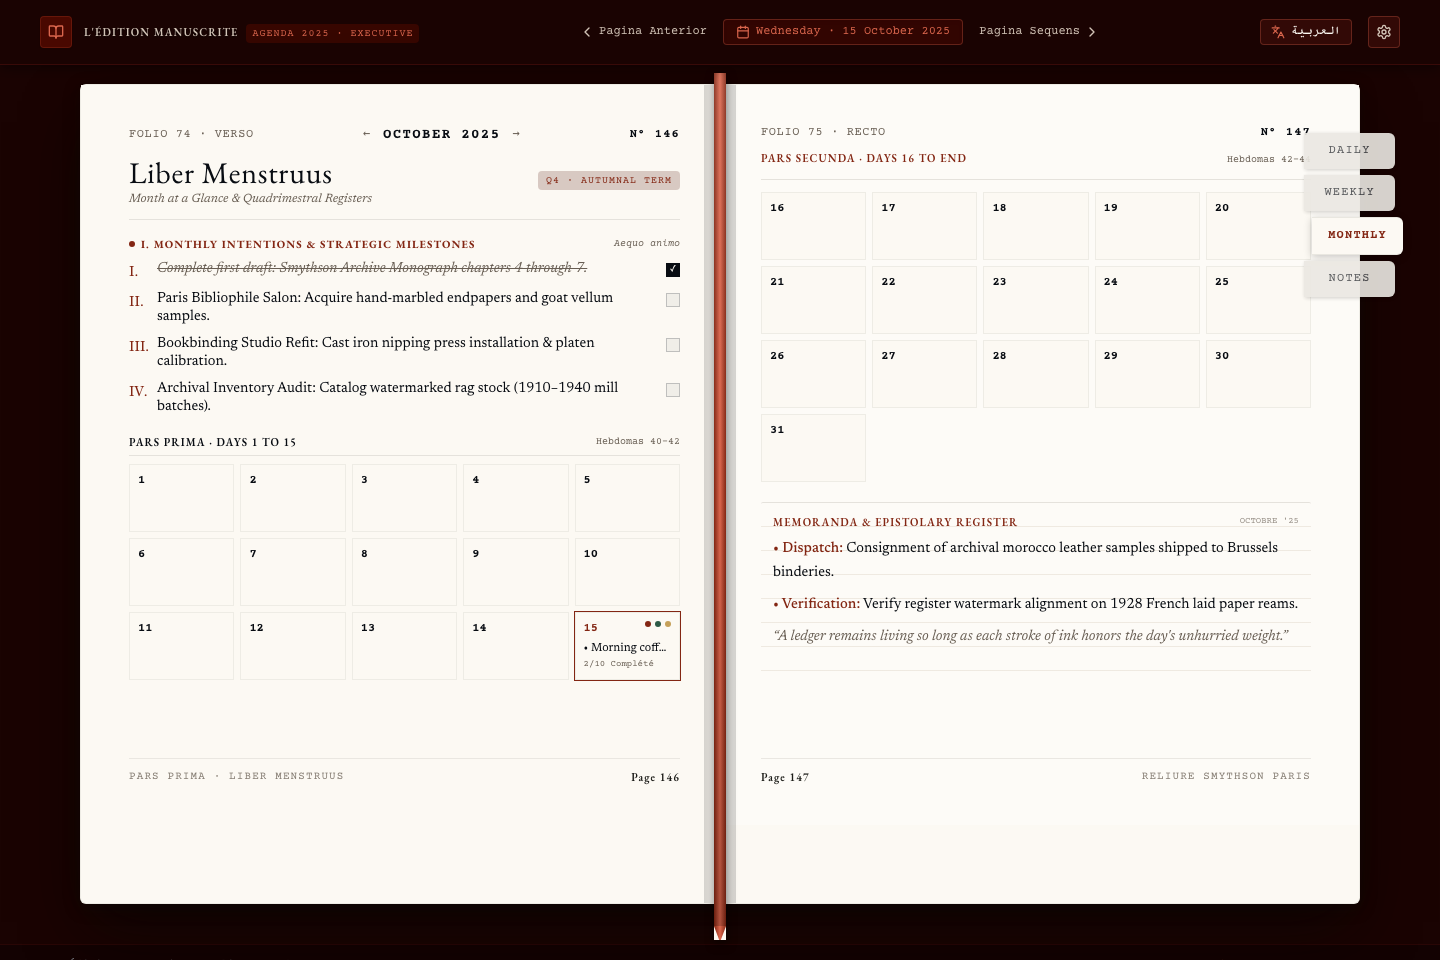 L'ÉDITION MANUSCRITE
AGENDA 2025 · EXECUTIVE
Pagina Anterior
Wednesday · 15 October 2025
Pagina Sequens
العربية
FOLIO 74 · VERSO
← OCTOBER 2025 →
Nº 146
Liber Menstruus
Month at a Glance & Quadrimestral Registers
Q4 · AUTUMNAL TERM
I. MONTHLY INTENTIONS & STRATEGIC MILESTONES
Aequo animo
I. Complete first draft: Smythson Archive Monograph chapters 4 through 7.
II. Paris Bibliophile Salon: Acquire hand-marbled endpapers and goat vellum
samples.
III. Bookbinding Studio Refit: Cast iron nipping press installation & platen
calibration.
IV. Archival Inventory Audit: Catalog watermarked rag stock (1910–1940 mill
batches).
PARS PRIMA · DAYS 1 TO 15
Hebdomas 40–42
1 2 3 4 5
6 7 8 9 10
11 12 13 14 15
• Morning coff…
2/10 Complété
PARS PRIMA · LIBER MENSTRUUS
Page 146
FOLIO 75 · RECTO
Nº 147
PARS SECUNDA · DAYS 16 TO END
Hebdomas
16 17 18 19 20
21 22 23 24 25
26 27 28 29 30
31
MEMORANDA & EPISTOLARY REGISTER
OCTOBRE '25
• Dispatch: Consignment of archival morocco leather samples shipped to Brussels
binderies.
• Verification: Verify register watermark alignment on 1928 French laid paper reams.
“A ledger remains living so long as each stroke of ink honors the day's unhurried weight.”
Page 147
RELIURE SMYTHSON PARIS
DAILY
WEEKLY
MONTHLY
NOTES